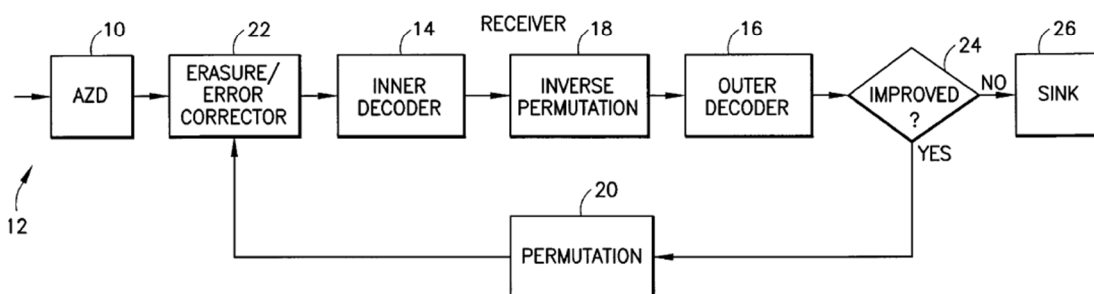 RECEIVER
10
22
14
18
16
24
26
AZD
ERASURE/
ERROR
CORRECTOR
INNER
DECODER
INVERSE
PERMUTATION
OUTER
DECODER
IMPROVED
?
NO
SINK
YES
12
20
PERMUTATION